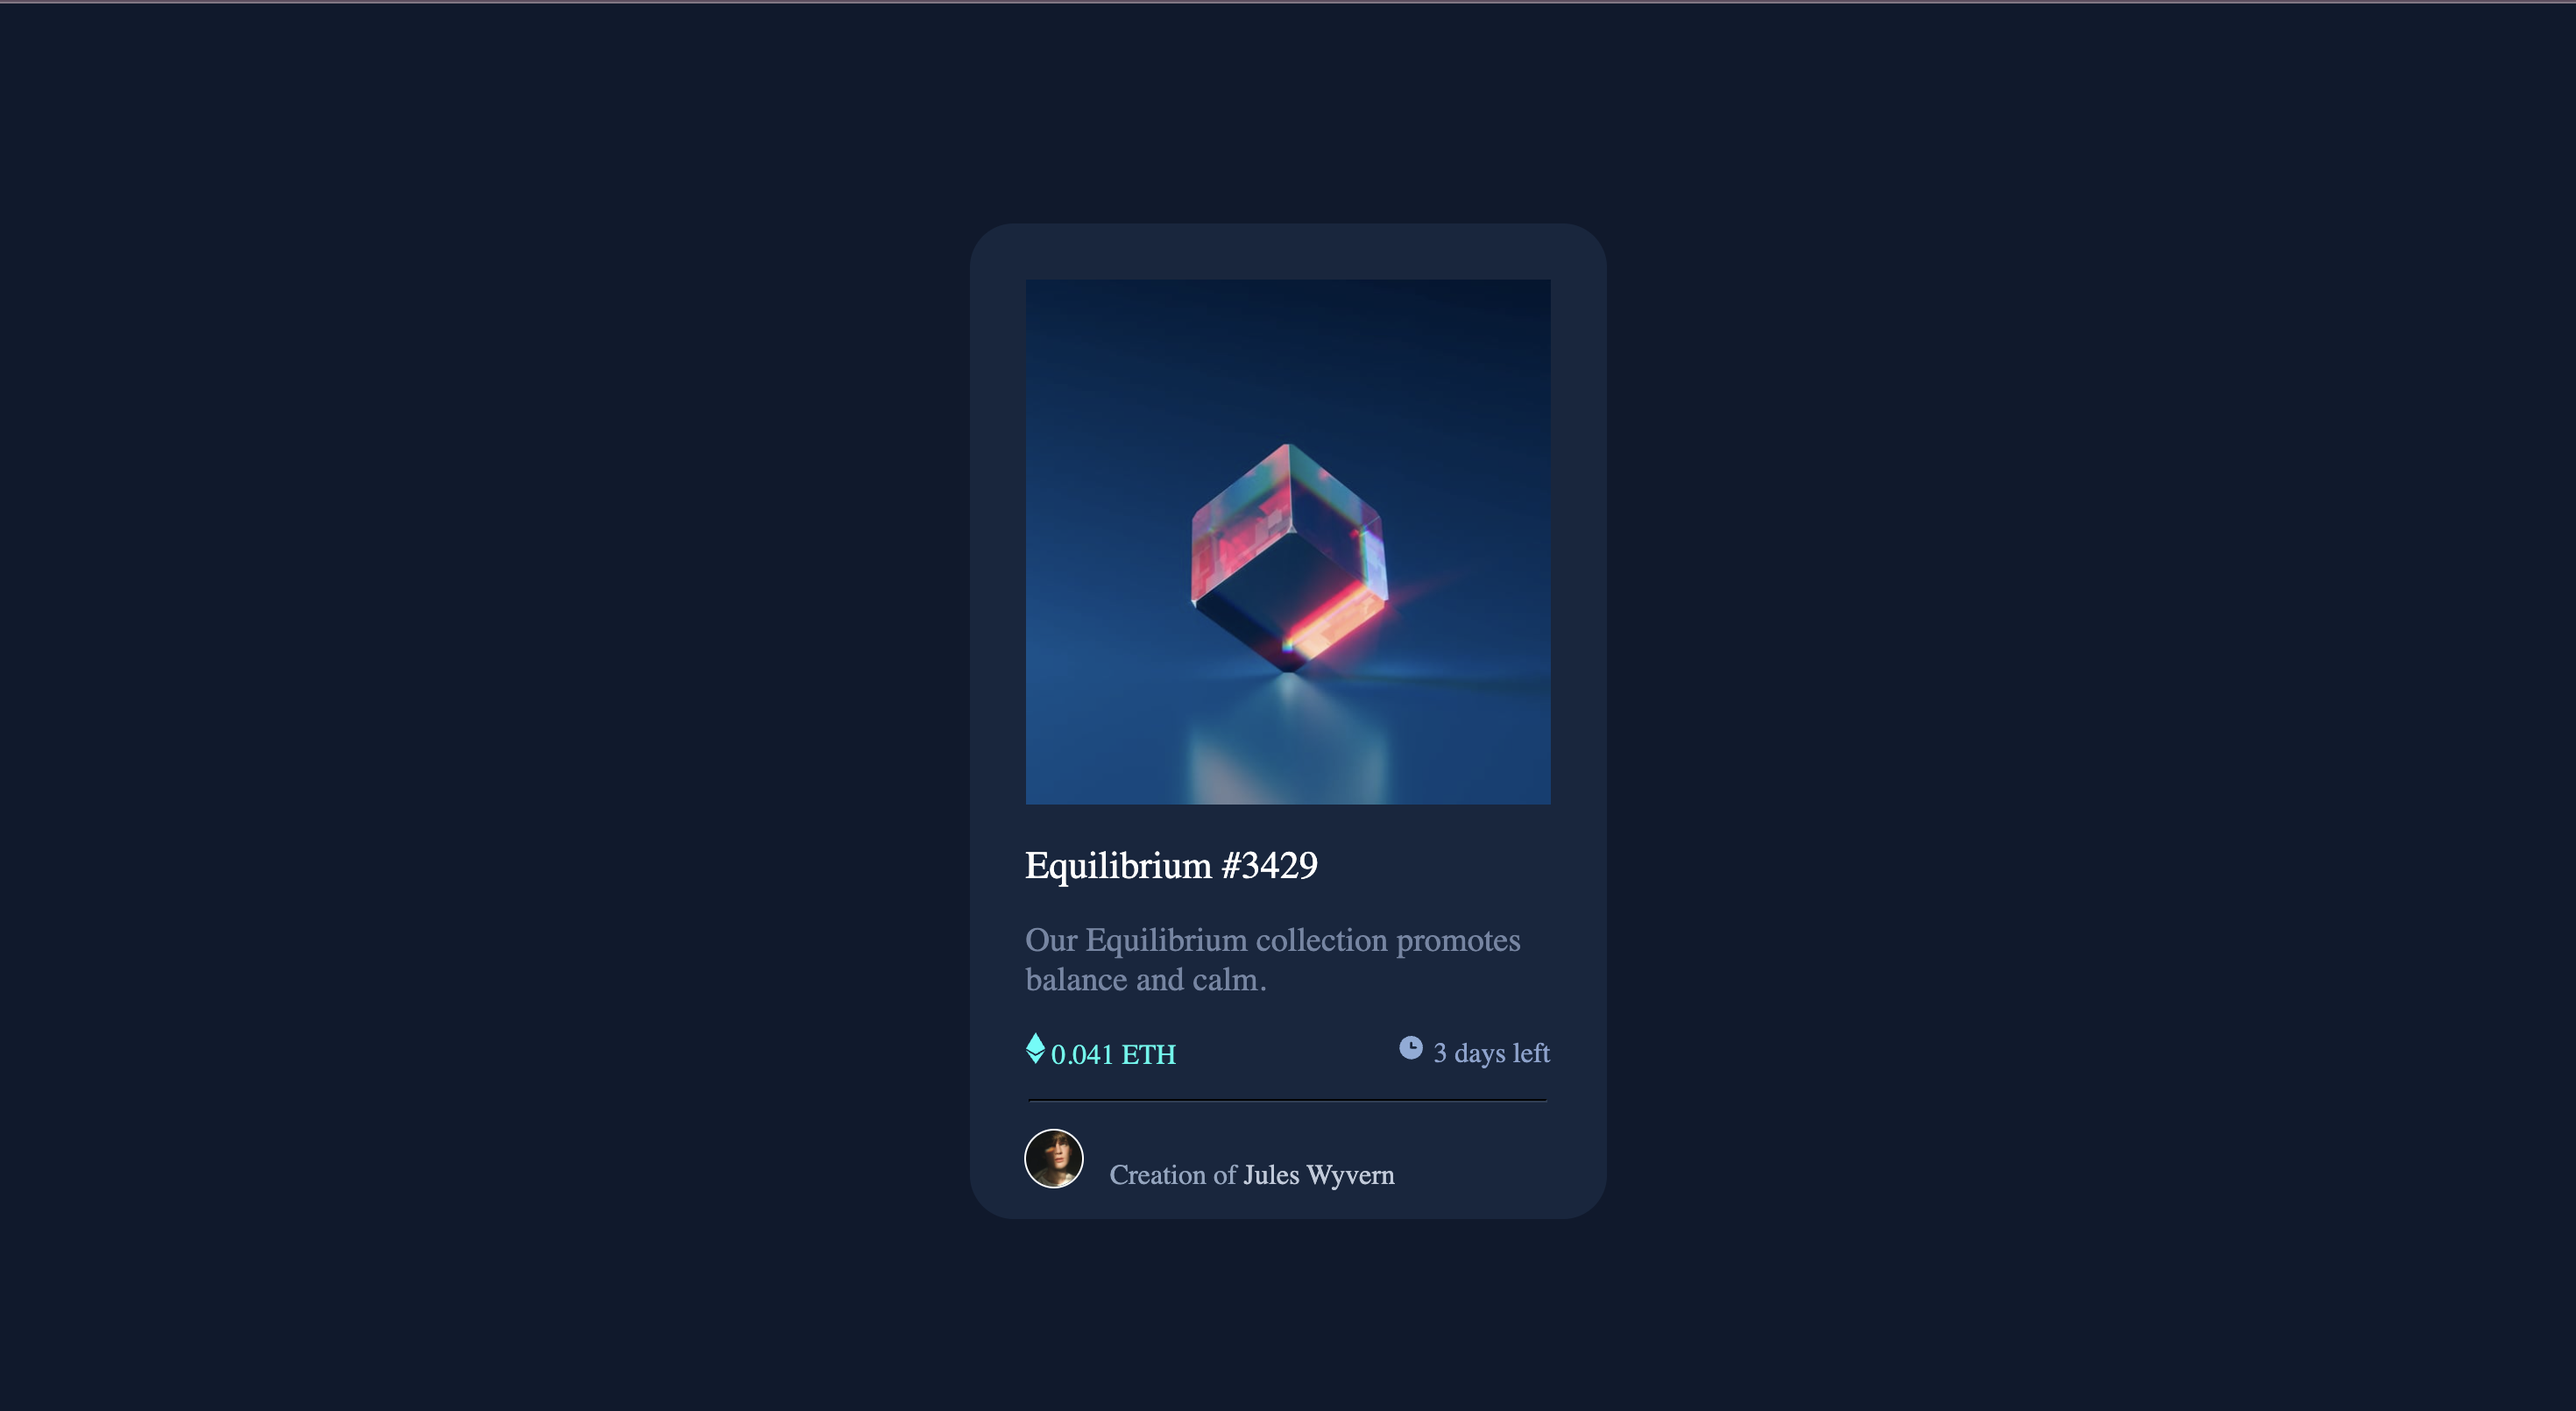 Equilibrium #3429
Our Equilibrium collection promotes
balance and calm.
0.041 ETH
3 days left
Creation of Jules Wyvern